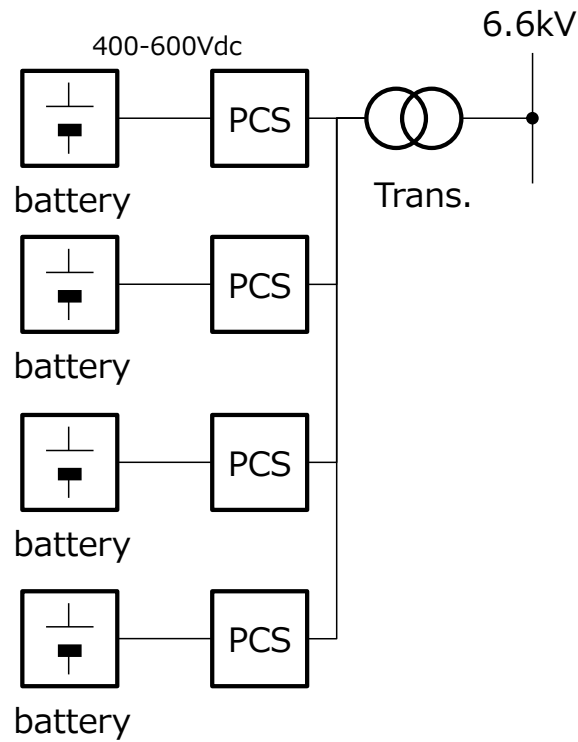 6.6kV
400-600Vdc
PCS
battery
Trans.
PCS
battery
PCS
battery
PCS
battery